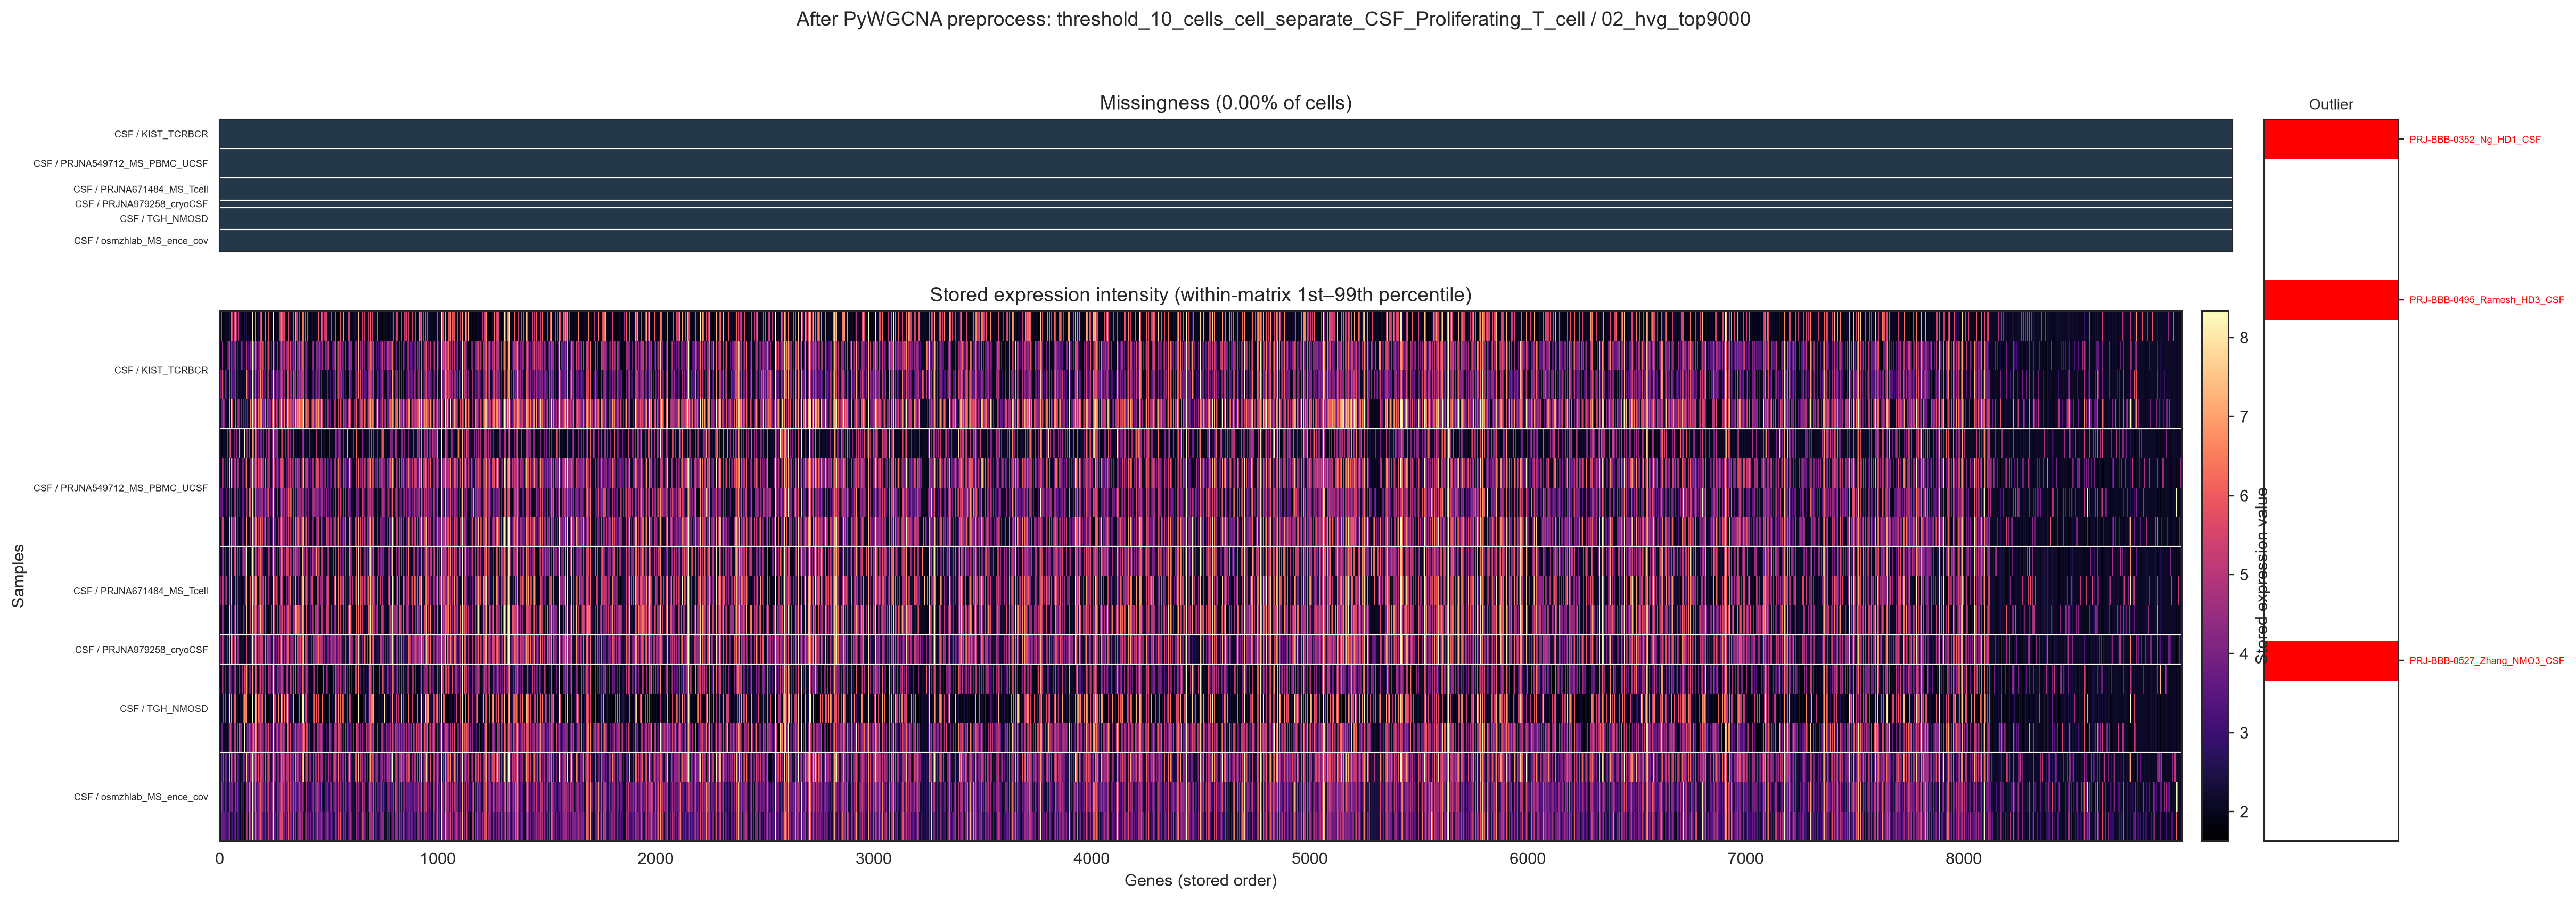 After PyWGCNA preprocess: threshold_10_cells_cell_separate_CSF_Proliferating_T_cell / 02_hvg_top9000
Missingness (0.00% of cells)
CSF / KIST_TCRBCR
CSF / PRJNA549712_MS_PBMC_UCSF
CSF / PRJNA671484_MS_Tcell
CSF / PRJNA979258_cryoCSF
CSF / TGH_NMOSD
CSF / osmzhlab_MS_ence_cov
Outlier
PRJ-BBB-0352_Ng_HD1_CSF
PRJ-BBB-0495_Ramesh_HD3_CSF
PRJ-BBB-0527_Zhang_NMO3_CSF
Stored expression intensity (within-matrix 1st–99th percentile)
Samples
CSF / KIST_TCRBCR
CSF / PRJNA549712_MS_PBMC_UCSF
CSF / PRJNA671484_MS_Tcell
CSF / PRJNA979258_cryoCSF
CSF / TGH_NMOSD
CSF / osmzhlab_MS_ence_cov
0 1000 2000 3000 4000 5000 6000 7000 8000
Genes (stored order)
8
7
6
5
4
3
2
Stored expression value